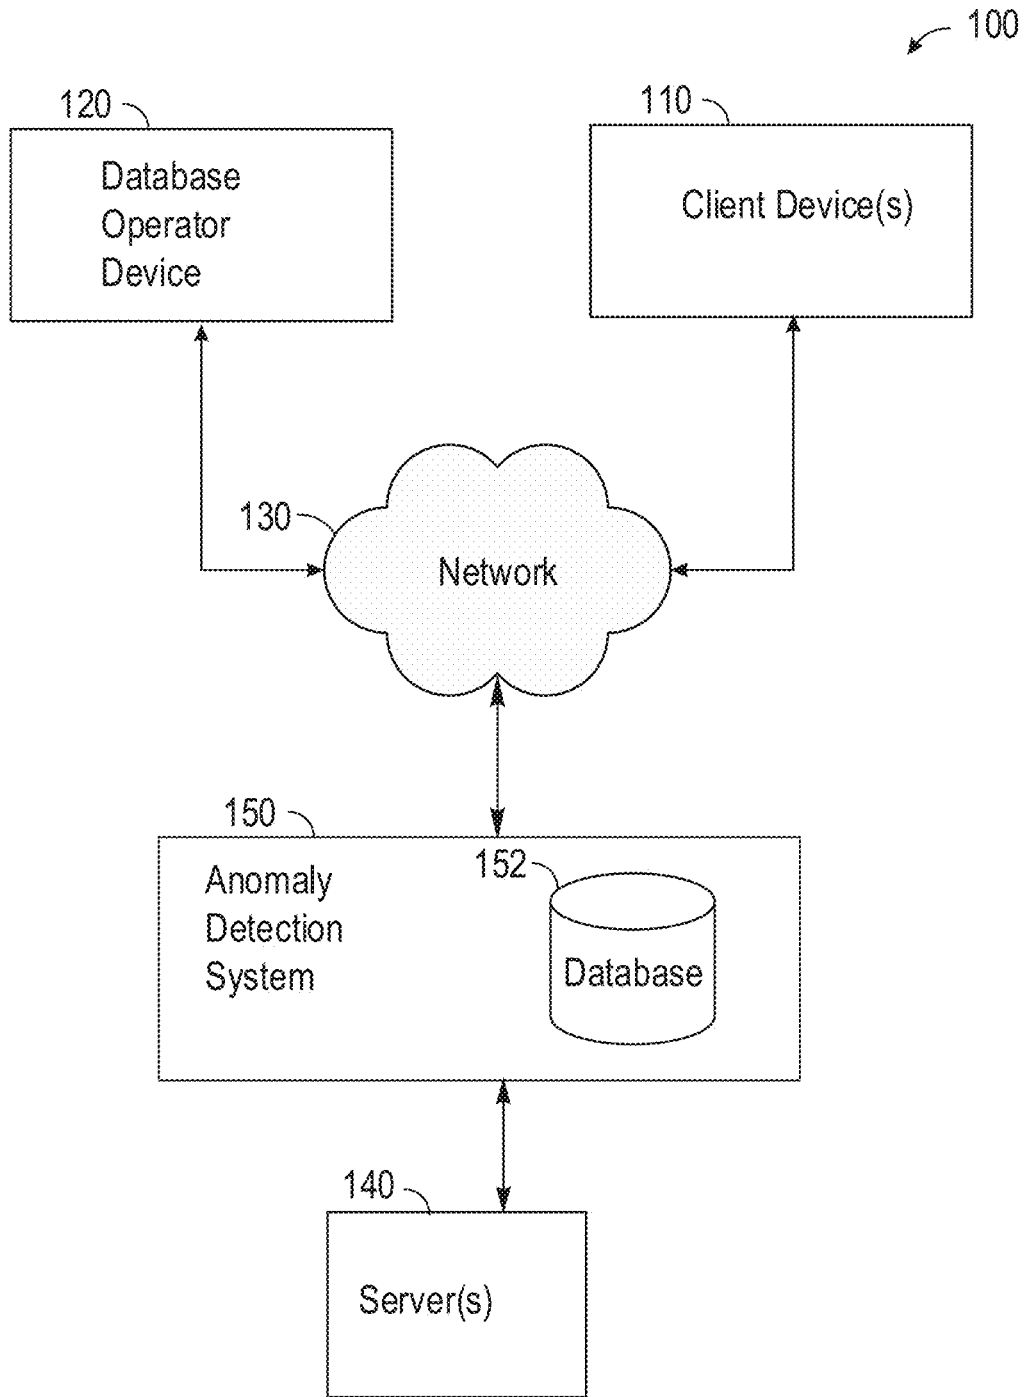 100
120
Database
Operator
Device
110
Client Device(s)
130
Network
150
Anomaly
Detection
System
152
Database
140
Server(s)